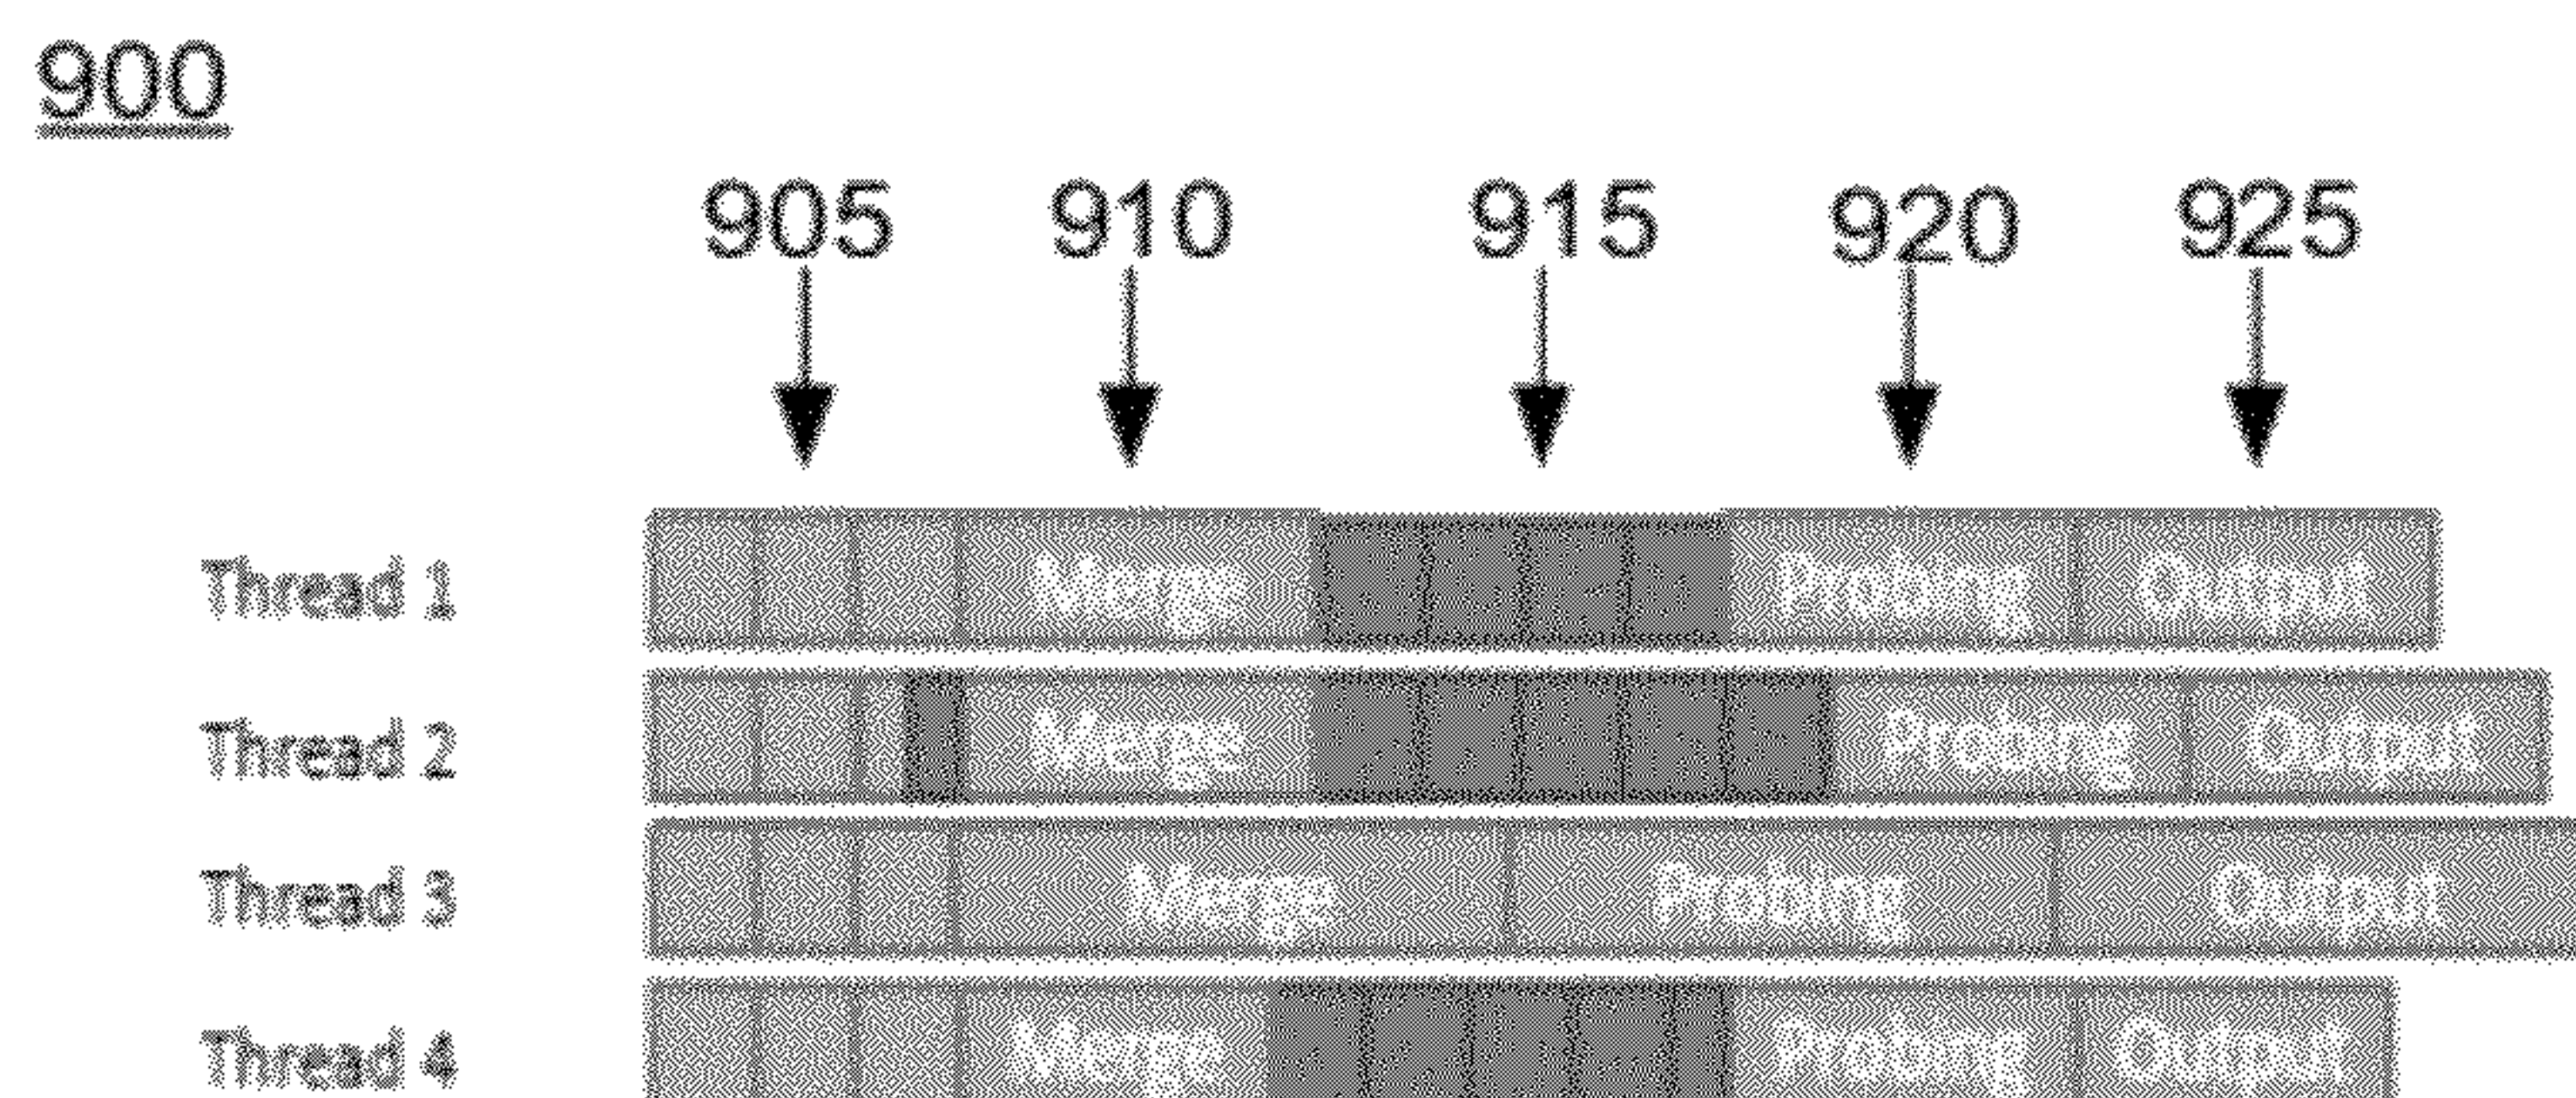 900
905 910 915 920 925
Thread 1 Merge Probing Output
Thread 2 Merge Probing Output
Thread 3 Merge Probing Output
Thread 4 Merge Probing Output